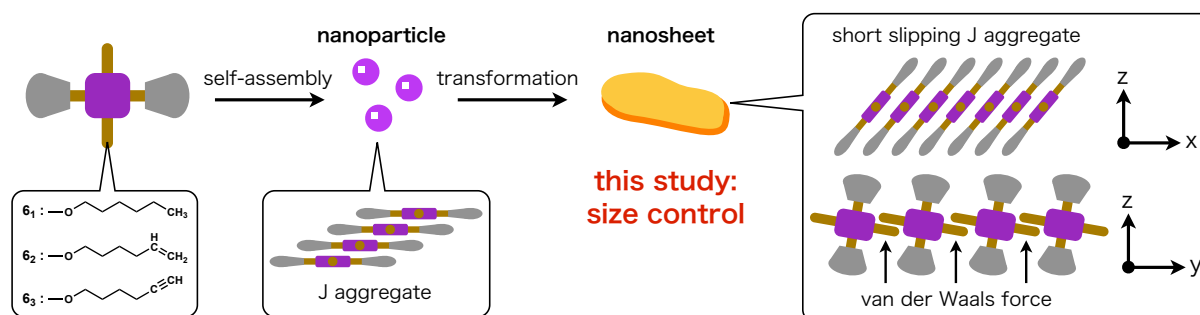 nanoparticle
nanosheet
short slipping J aggregate
self-assembly
transformation
z
x
this study:
size control
6₁ : O CH₃
6₂ : O H CH₂
6₃ : O CH
J aggregate
z
y
van der Waals force